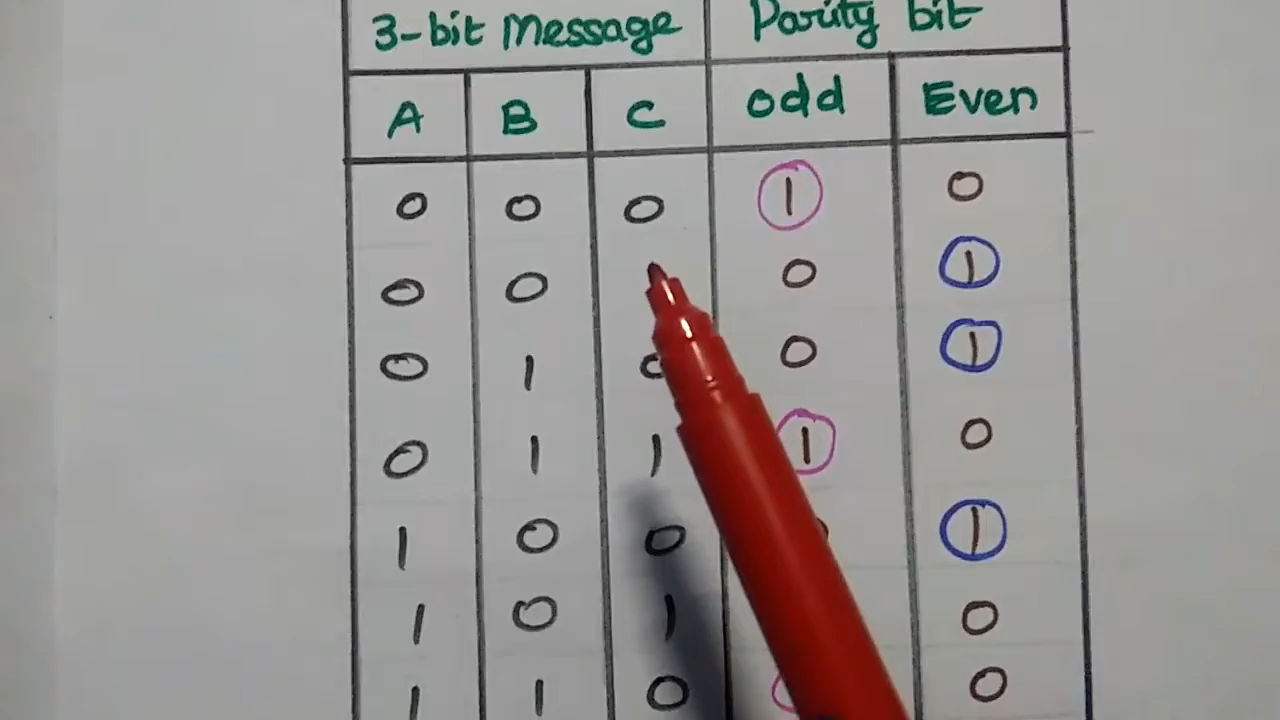 3-bit Message Parity bit
A B C odd Even
0 0 0 1 0
0 0 0 1
0 1 0 0 1
0 1 1 1 0
1 0 0 1
1 0 1 0
1 1 0 0